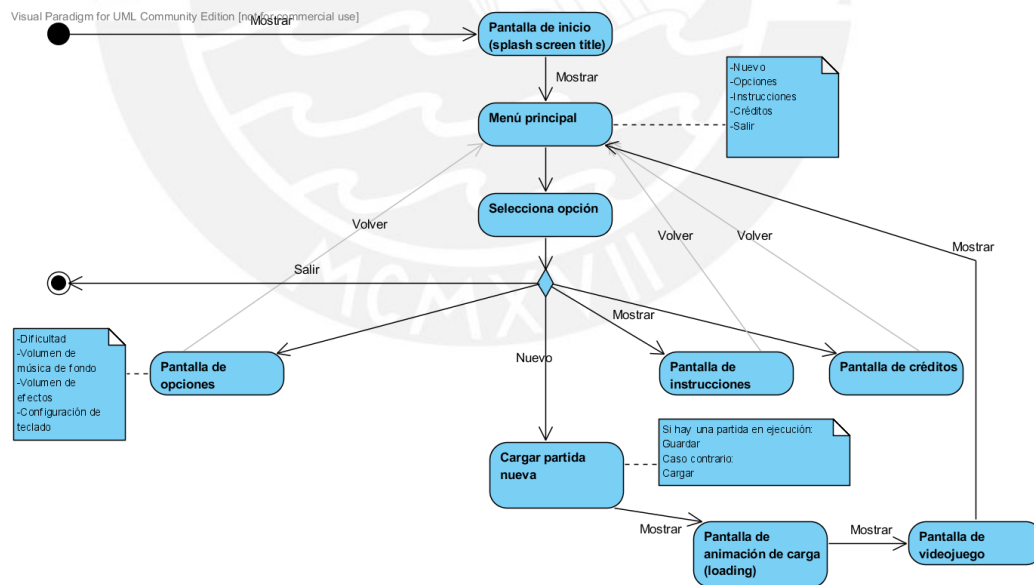 Visual Paradigm for UML Community Edition [not for commercial use]
Mostrar
Pantalla de inicio
(splash screen title)
Mostrar
-Nuevo
-Opciones
-Instrucciones
-Créditos
-Salir
Menú principal
Selecciona opción
Volver
Volver
Volver
Mostrar
Salir
MCMXVII
Mostrar
-Dificultad
-Volumen de
música de fondo
-Volumen de
efectos
-Configuración de
teclado
Pantalla de
opciones
Nuevo
Pantalla de
instrucciones
Pantalla de créditos
Si hay una partida en ejecución:
Guardar
Caso contrario:
Cargar
Cargar partida
nueva
Mostrar
Pantalla de
animación de carga
(loading)
Mostrar
Pantalla de
videojuego